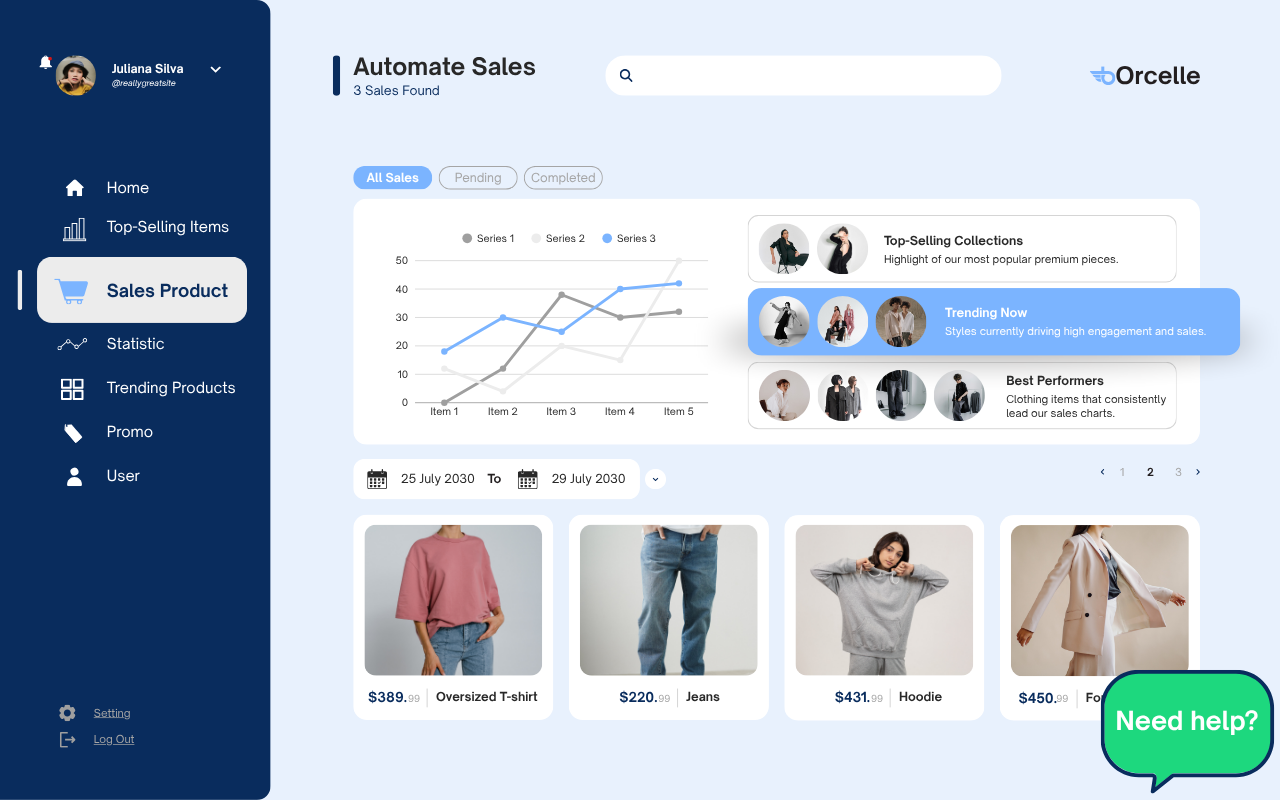 Juliana Silva
@reallygreatsite
Home
Top-Selling Items
Sales Product
Statistic
Trending Products
Promo
User
Setting
Log Out
Automate Sales
3 Sales Found
Orcelle
All Sales
Pending
Completed
Series 1
Series 2
Series 3
50
40
30
20
10
0
Item 1
Item 2
Item 3
Item 4
Item 5
Top-Selling Collections
Highlight of our most popular premium pieces.
Trending Now
Styles currently driving high engagement and sales.
Best Performers
Clothing items that consistently
lead our sales charts.
25 July 2030 To 29 July 2030
1 2 3
$389.99 Oversized T-shirt
$220.99 Jeans
$431.99 Hoodie
$450.99
Need help?